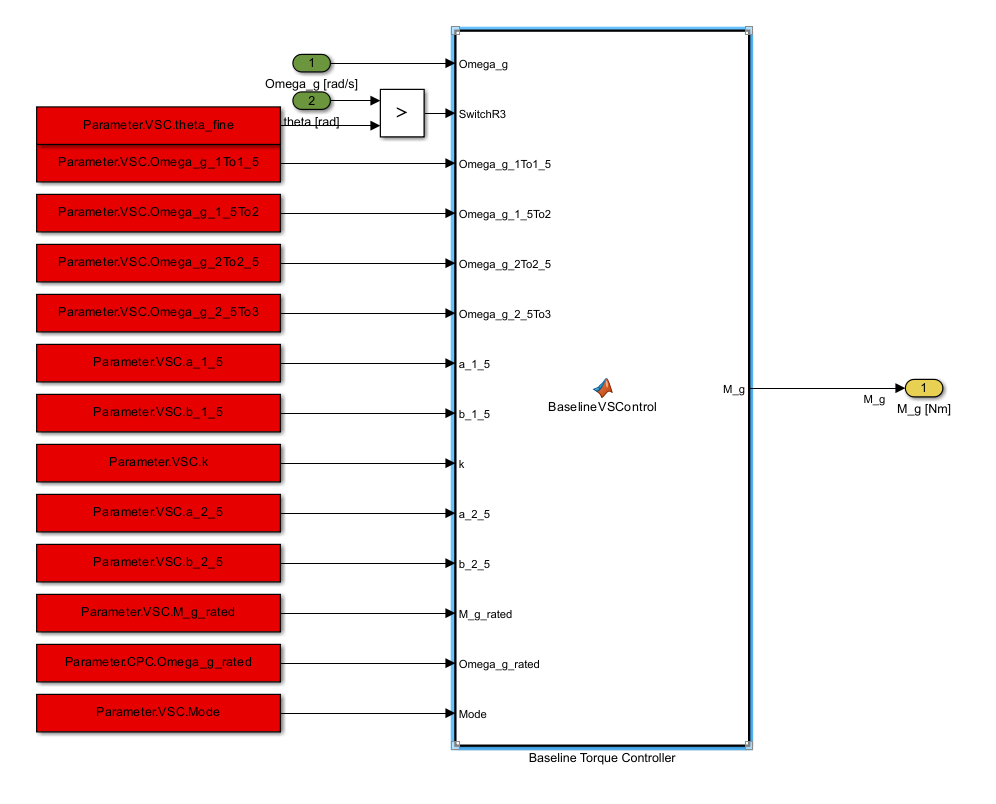 1
Omega_g [rad/s]
2
theta [rad]
>
Parameter.VSC.theta_fine
Parameter.VSC.Omega_g_1To1_5
Parameter.VSC.Omega_g_1_5To2
Parameter.VSC.Omega_g_2To2_5
Parameter.VSC.Omega_g_2_5To3
Parameter.VSC.a_1_5
Parameter.VSC.b_1_5
Parameter.VSC.k
Parameter.VSC.a_2_5
Parameter.VSC.b_2_5
Parameter.VSC.M_g_rated
Parameter.CPC.Omega_g_rated
Parameter.VSC.Mode
Omega_g
SwitchR3
Omega_g_1To1_5
Omega_g_1_5To2
Omega_g_2To2_5
Omega_g_2_5To3
a_1_5
b_1_5
k
a_2_5
b_2_5
M_g_rated
Omega_g_rated
Mode
BaselineVSControl
M_g
Baseline Torque Controller
M_g
1
M_g [Nm]